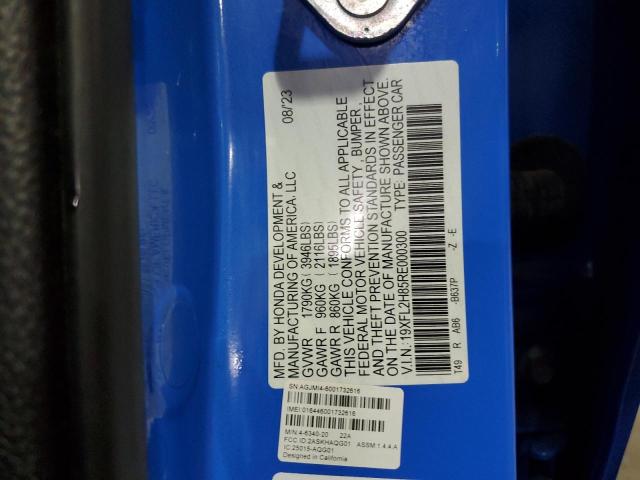 MFD. BY HONDA DEVELOPMENT & 08/'23
MANUFACTURING OF AMERICA, LLC
GVWR 1790KG(3946LBS)
GAWR F 960KG(2116LBS)
GAWR R 860KG(1895LBS)
THIS VEHICLE CONFORMS TO ALL APPLICABLE
FEDERAL MOTOR VEHICLE SAFETY, BUMPER,
AND THEFT PREVENTION STANDARDS IN EFFECT
ON THE DATE OF MANUFACTURE SHOWN ABOVE.
V.I.N.: 19XFL2H85RE000300 TYPE: PASSENGER CAR
T49 R AB6 -B637P -Z -E
SN:AGJMI4-6001732616
IMEI:016446001732616
M/N:4-6340-20 22A
FCC ID:2ASKHAQG01 ASSM:1.4.4.A
IC:25015-AQG01
Designed in California